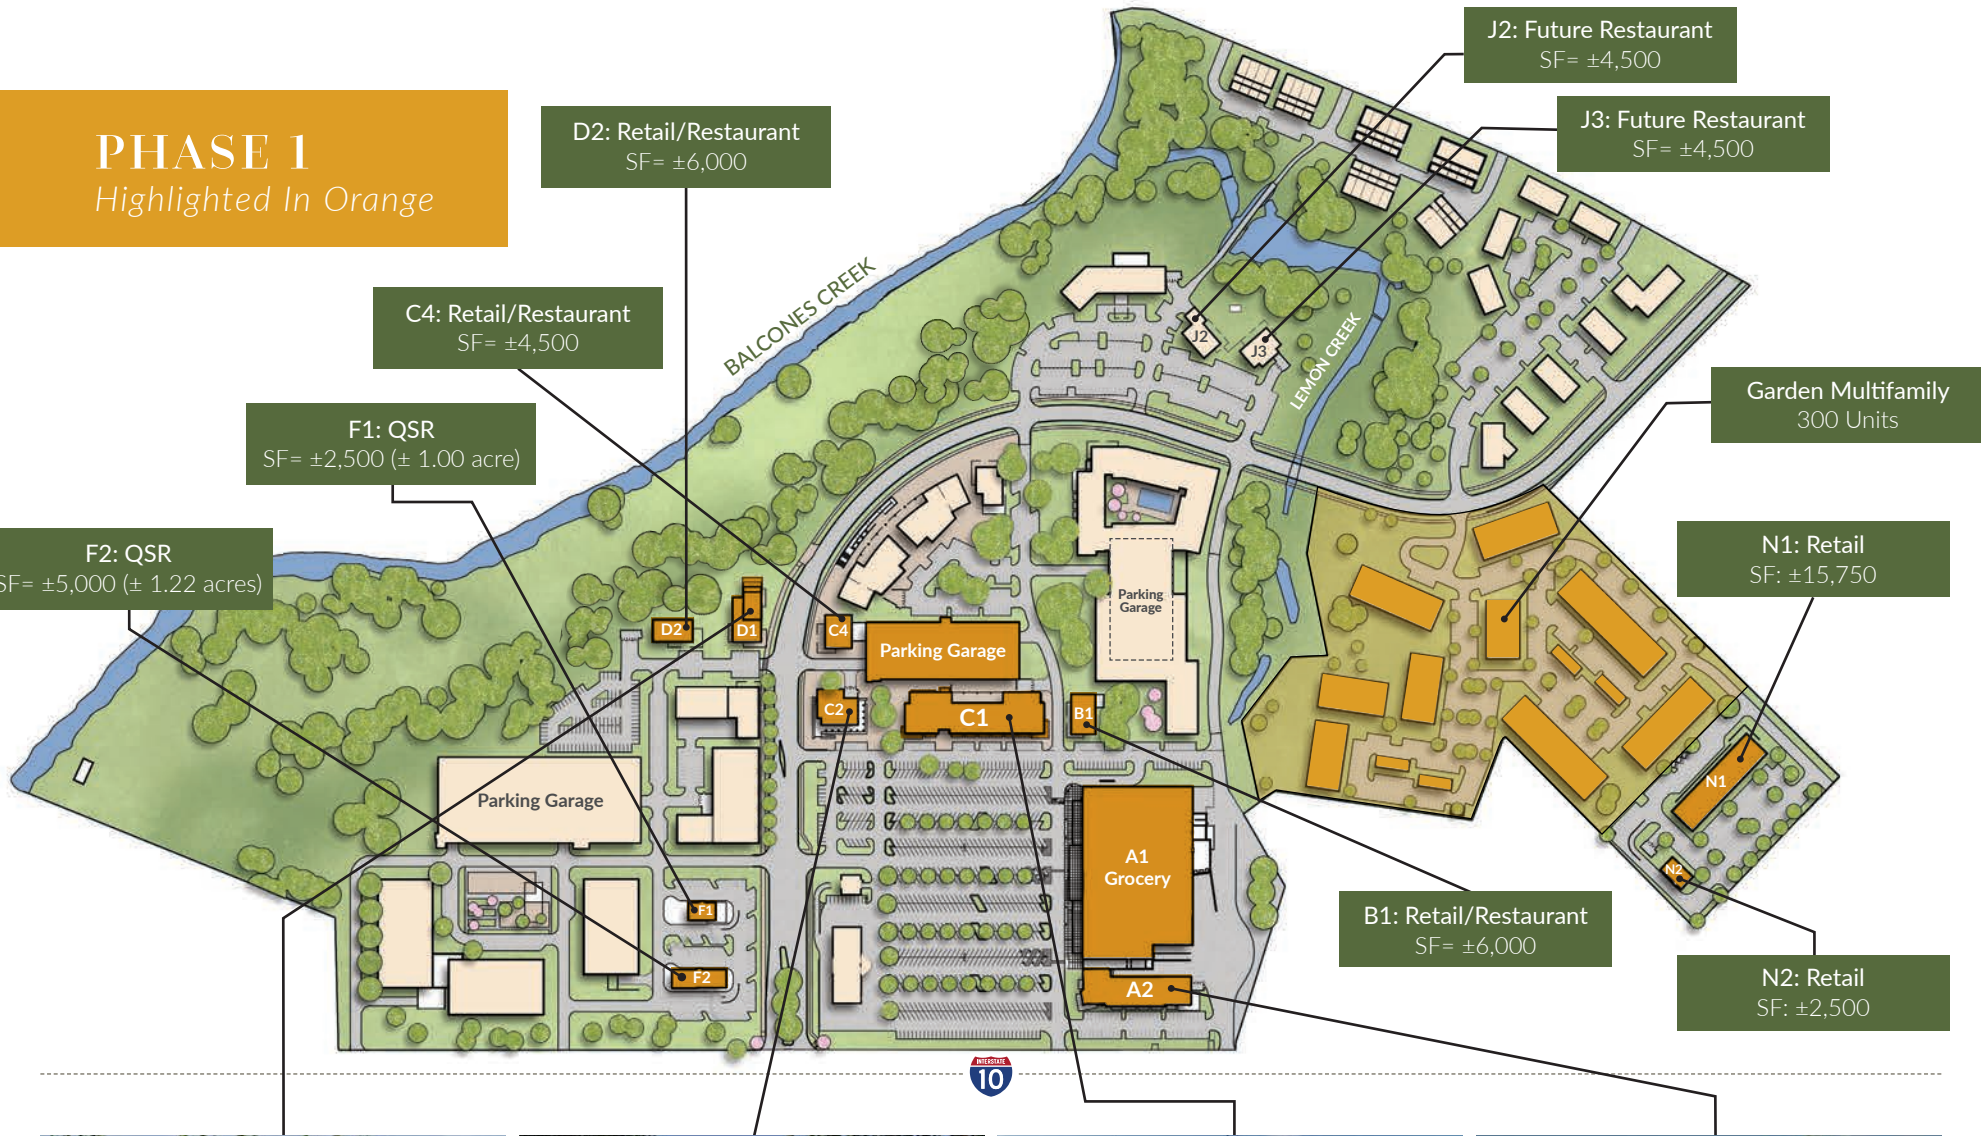 PHASE 1
Highlighted In Orange
J2: Future Restaurant
SF= ±4,500
J3: Future Restaurant
SF= ±4,500
D2: Retail/Restaurant
SF= ±6,000
C4: Retail/Restaurant
SF= ±4,500
F1: QSR
SF= ±2,500 (± 1.00 acre)
F2: QSR
SF= ±5,000 (± 1.22 acres)
BALCONES CREEK
LEMON CREEK
J2
J3
Garden Multifamily
300 Units
N1: Retail
SF: ±15,750
Parking
Garage
D2
D1
C4
Parking Garage
C2
C1
B1
Parking Garage
N1
A1
Grocery
N2
F1
F2
A2
B1: Retail/Restaurant
SF= ±6,000
N2: Retail
SF: ±2,500
INTERSTATE
10